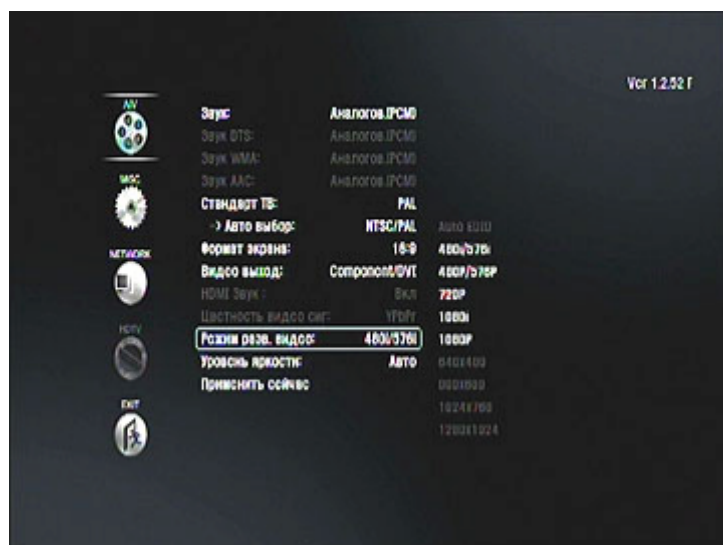 Ver 1.2.52 F
A/V
MISC
NETWORK
HDTV
EXIT
Звук: Аналогов.(PCM)
Звук DTS: Аналогов.(PCM)
Звук WMA: Аналогов.(PCM)
Звук AAC: Аналогов.(PCM)
Стандарт ТВ: PAL
-> Авто выбор: NTSC/PAL
Формат экрана: 16:9
Видео выход: Component/DVI
HDMI Звук : Вкл
Цветность видео сиг: YPbPr
Режим разв. видео: 480i/576i
Уровень яркости: Авто
Применить сейчас
Auto EDID
480i/576i
480P/576P
720P
1080i
1080P
640X480
800X600
1024X768
1280X1024